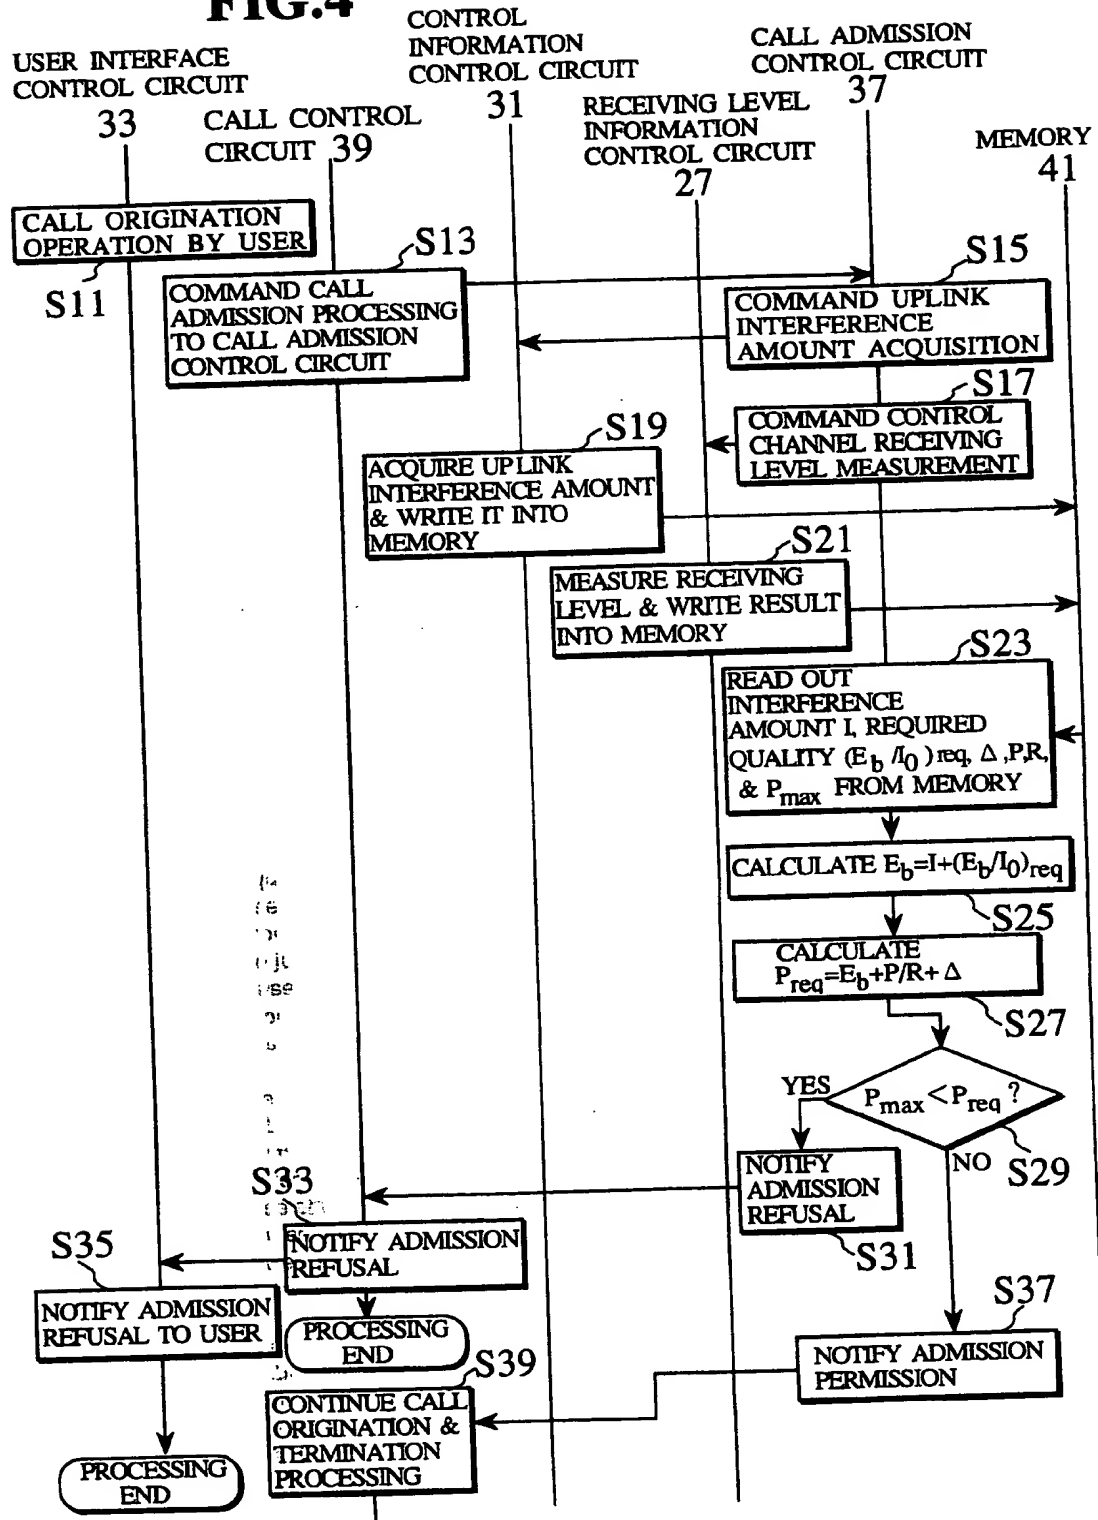 FIG.4
USER INTERFACE
CONTROL CIRCUIT
33
CALL CONTROL
CIRCUIT 39
CONTROL
INFORMATION
CONTROL CIRCUIT
31
RECEIVING LEVEL
INFORMATION
CONTROL CIRCUIT
27
CALL ADMISSION
CONTROL CIRCUIT
37
MEMORY
41
CALL ORIGINATION
OPERATION BY USER
S11
S13
COMMAND CALL
ADMISSION PROCESSING
TO CALL ADMISSION
CONTROL CIRCUIT
S15
COMMAND UPLINK
INTERFERENCE
AMOUNT ACQUISITION
S17
COMMAND CONTROL
CHANNEL RECEIVING
LEVEL MEASUREMENT
S19
ACQUIRE UPLINK
INTERFERENCE AMOUNT
& WRITE IT INTO
MEMORY
S21
MEASURE RECEIVING
LEVEL & WRITE RESULT
INTO MEMORY
S23
READ OUT
INTERFERENCE
AMOUNT I, REQUIRED
QUALITY (Eb/I0)req, Δ,P,R,
& Pmax FROM MEMORY
CALCULATE Eb=I+(Eb/I0)req
S25
CALCULATE
Preq=Eb+P/R+Δ
S27
Pmax<Preq?
YES
NO
S29
NOTIFY
ADMISSION
REFUSAL
S31
S33
NOTIFY ADMISSION
REFUSAL
PROCESSING
END
S35
NOTIFY ADMISSION
REFUSAL TO USER
PROCESSING
END
S37
NOTIFY ADMISSION
PERMISSION
S39
CONTINUE CALL
ORIGINATION &
TERMINATION
PROCESSING